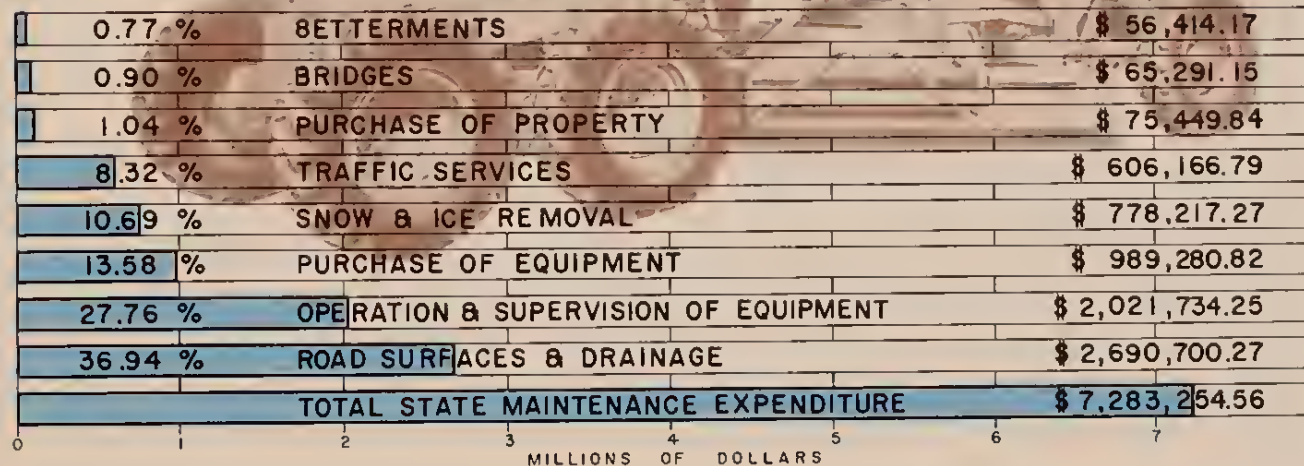 0.77 % BETTERMENTS $ 56,414.17
0.90 % BRIDGES $ 65,291.15
1.04 % PURCHASE OF PROPERTY $ 75,449.84
8.32 % TRAFFIC SERVICES $ 606,166.79
10.69 % SNOW & ICE REMOVAL $ 778,217.27
13.58 % PURCHASE OF EQUIPMENT $ 989,280.82
27.76 % OPERATION & SUPERVISION OF EQUIPMENT $ 2,021,734.25
36.94 % ROAD SURFACES & DRAINAGE $ 2,690,700.27
TOTAL STATE MAINTENANCE EXPENDITURE $ 7,283,254.56
0 1 2 3 4 5 6 7
MILLIONS OF DOLLARS